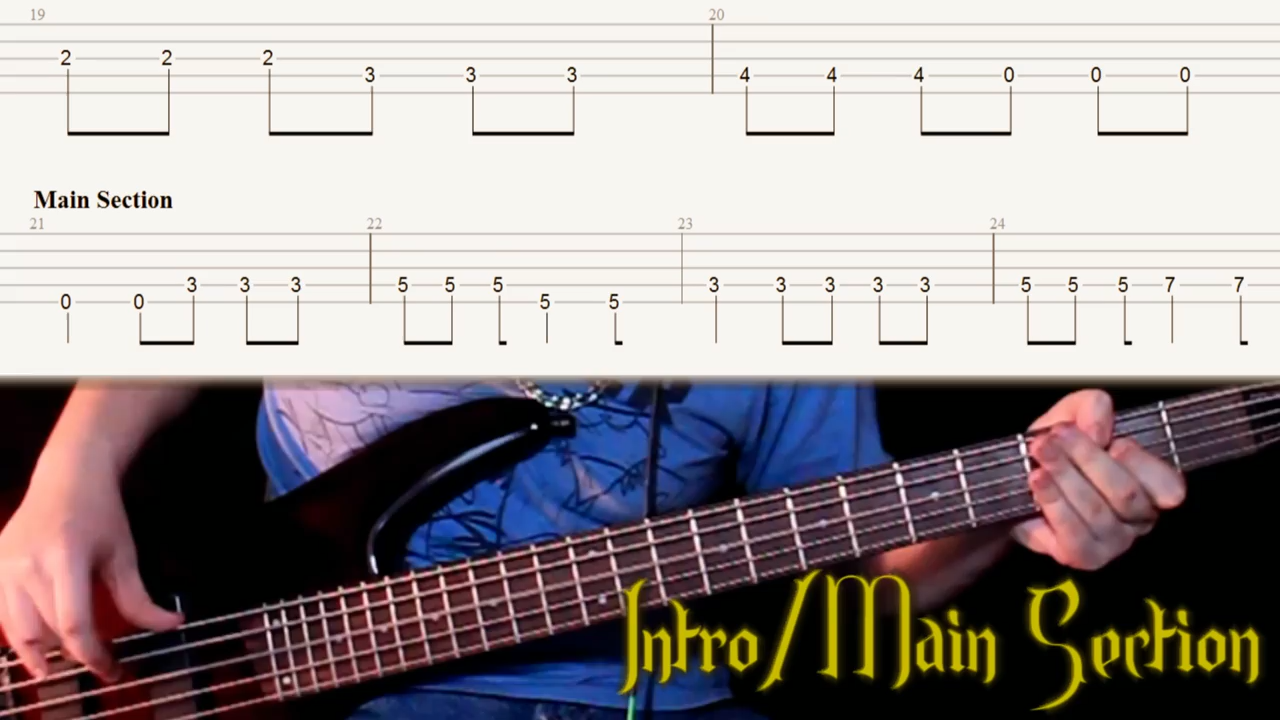 19 20
2 2 2 3 3 3 4 4 4 0 0 0
Main Section
21 22 23 24
0 0 3 3 3 5 5 5 5 5 3 3 3 3 3 5 5 5 7 7
Intro/Main Section